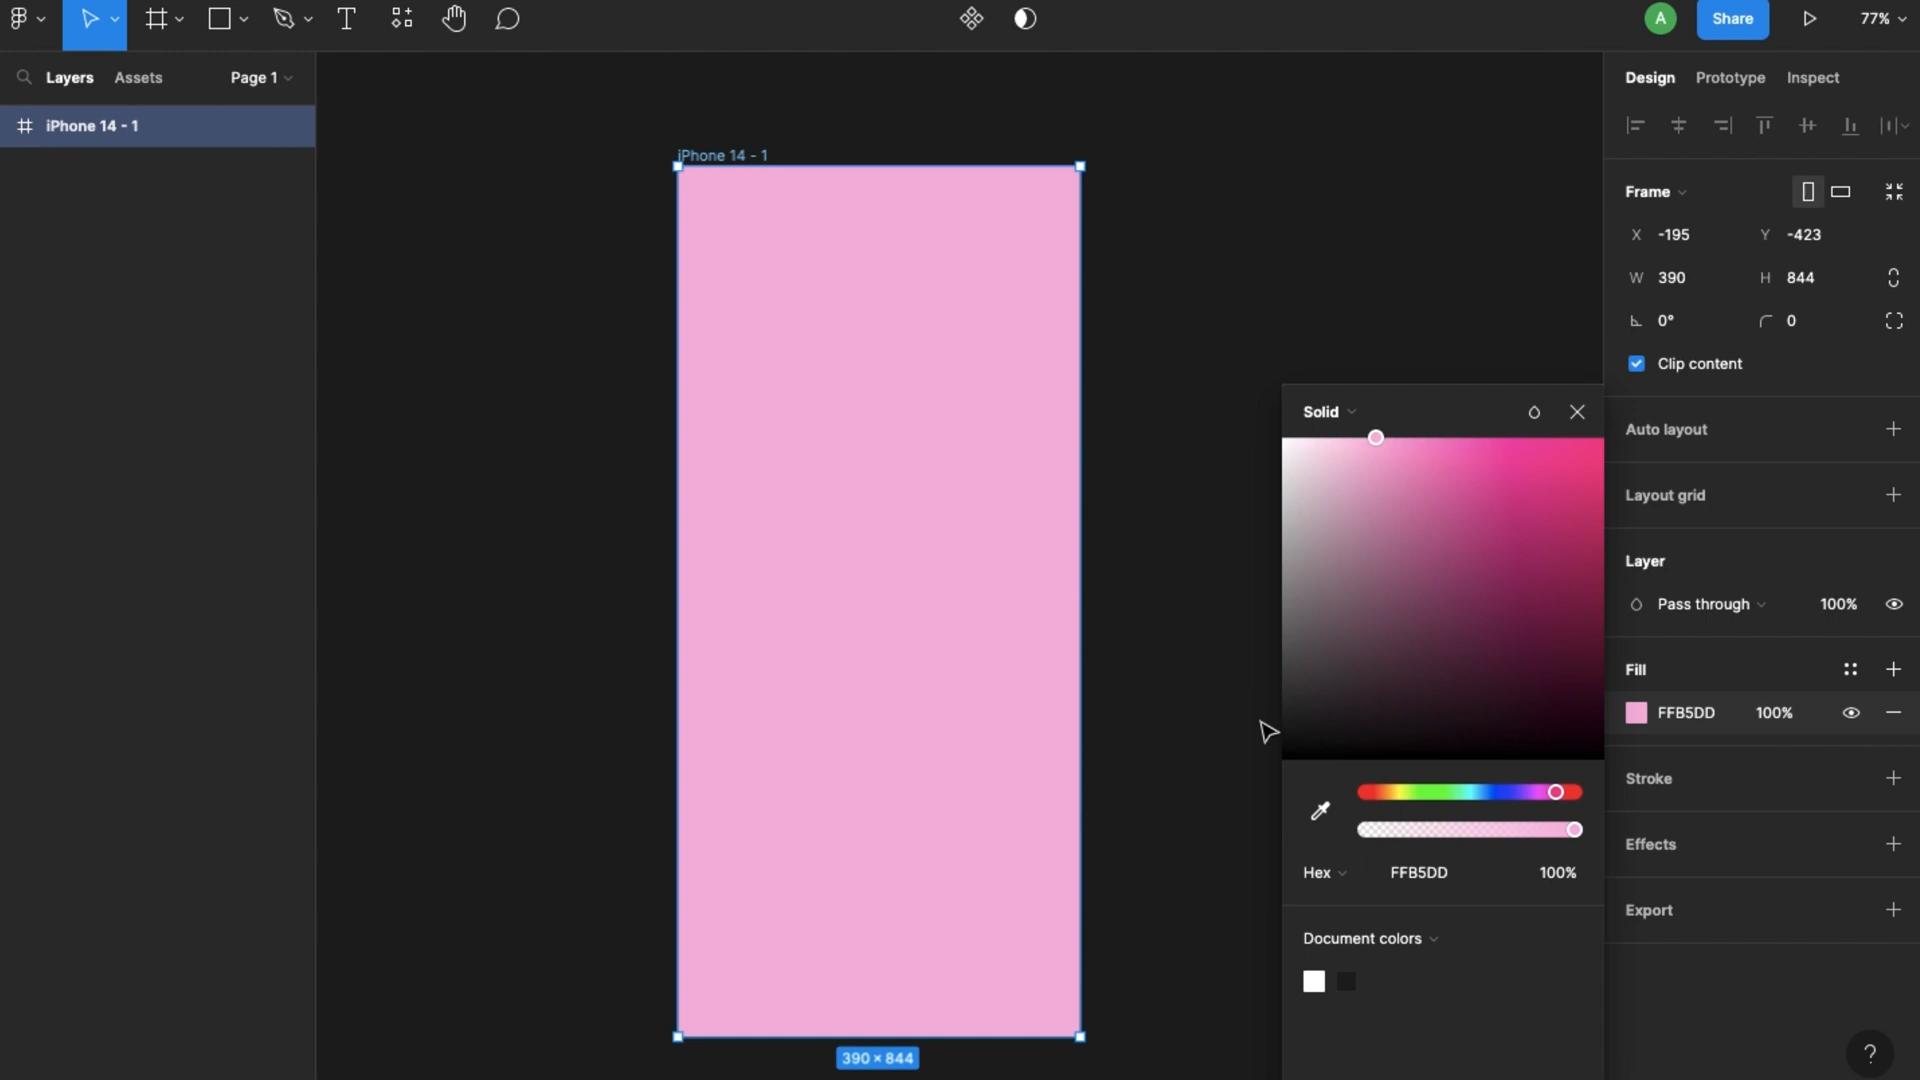 A
Share
77%
Layers
Assets
Page 1
Design
Prototype
Inspect
iPhone 14 - 1
iPhone 14 - 1
Frame
X -195
Y -423
W 390
H 844
0°
0
Clip content
Solid
Auto layout
Layout grid
Layer
Pass through
100%
Fill
FFB5DD
100%
Stroke
Effects
Hex
FFB5DD
100%
Export
Document colors
390 × 844
?